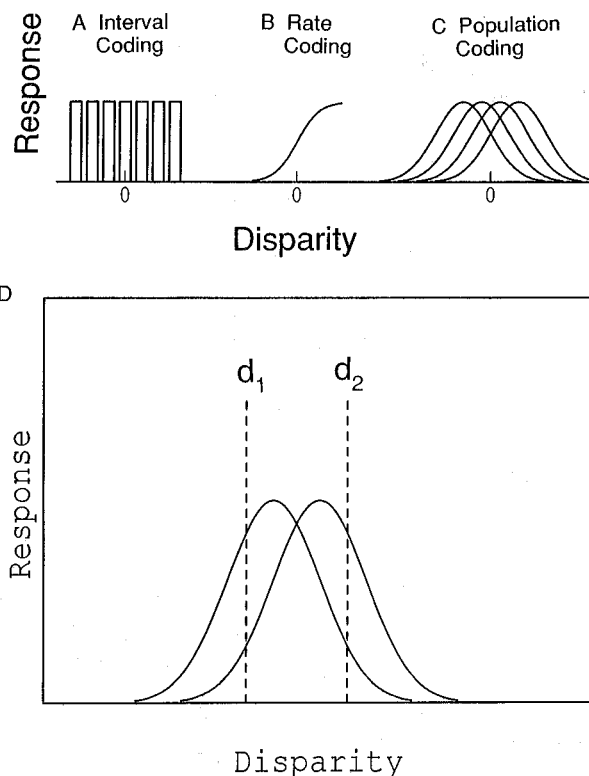 A Interval
Coding
B Rate
Coding
C Population
Coding
Response
0
0
0
Disparity
D
d1
d2
Response
Disparity